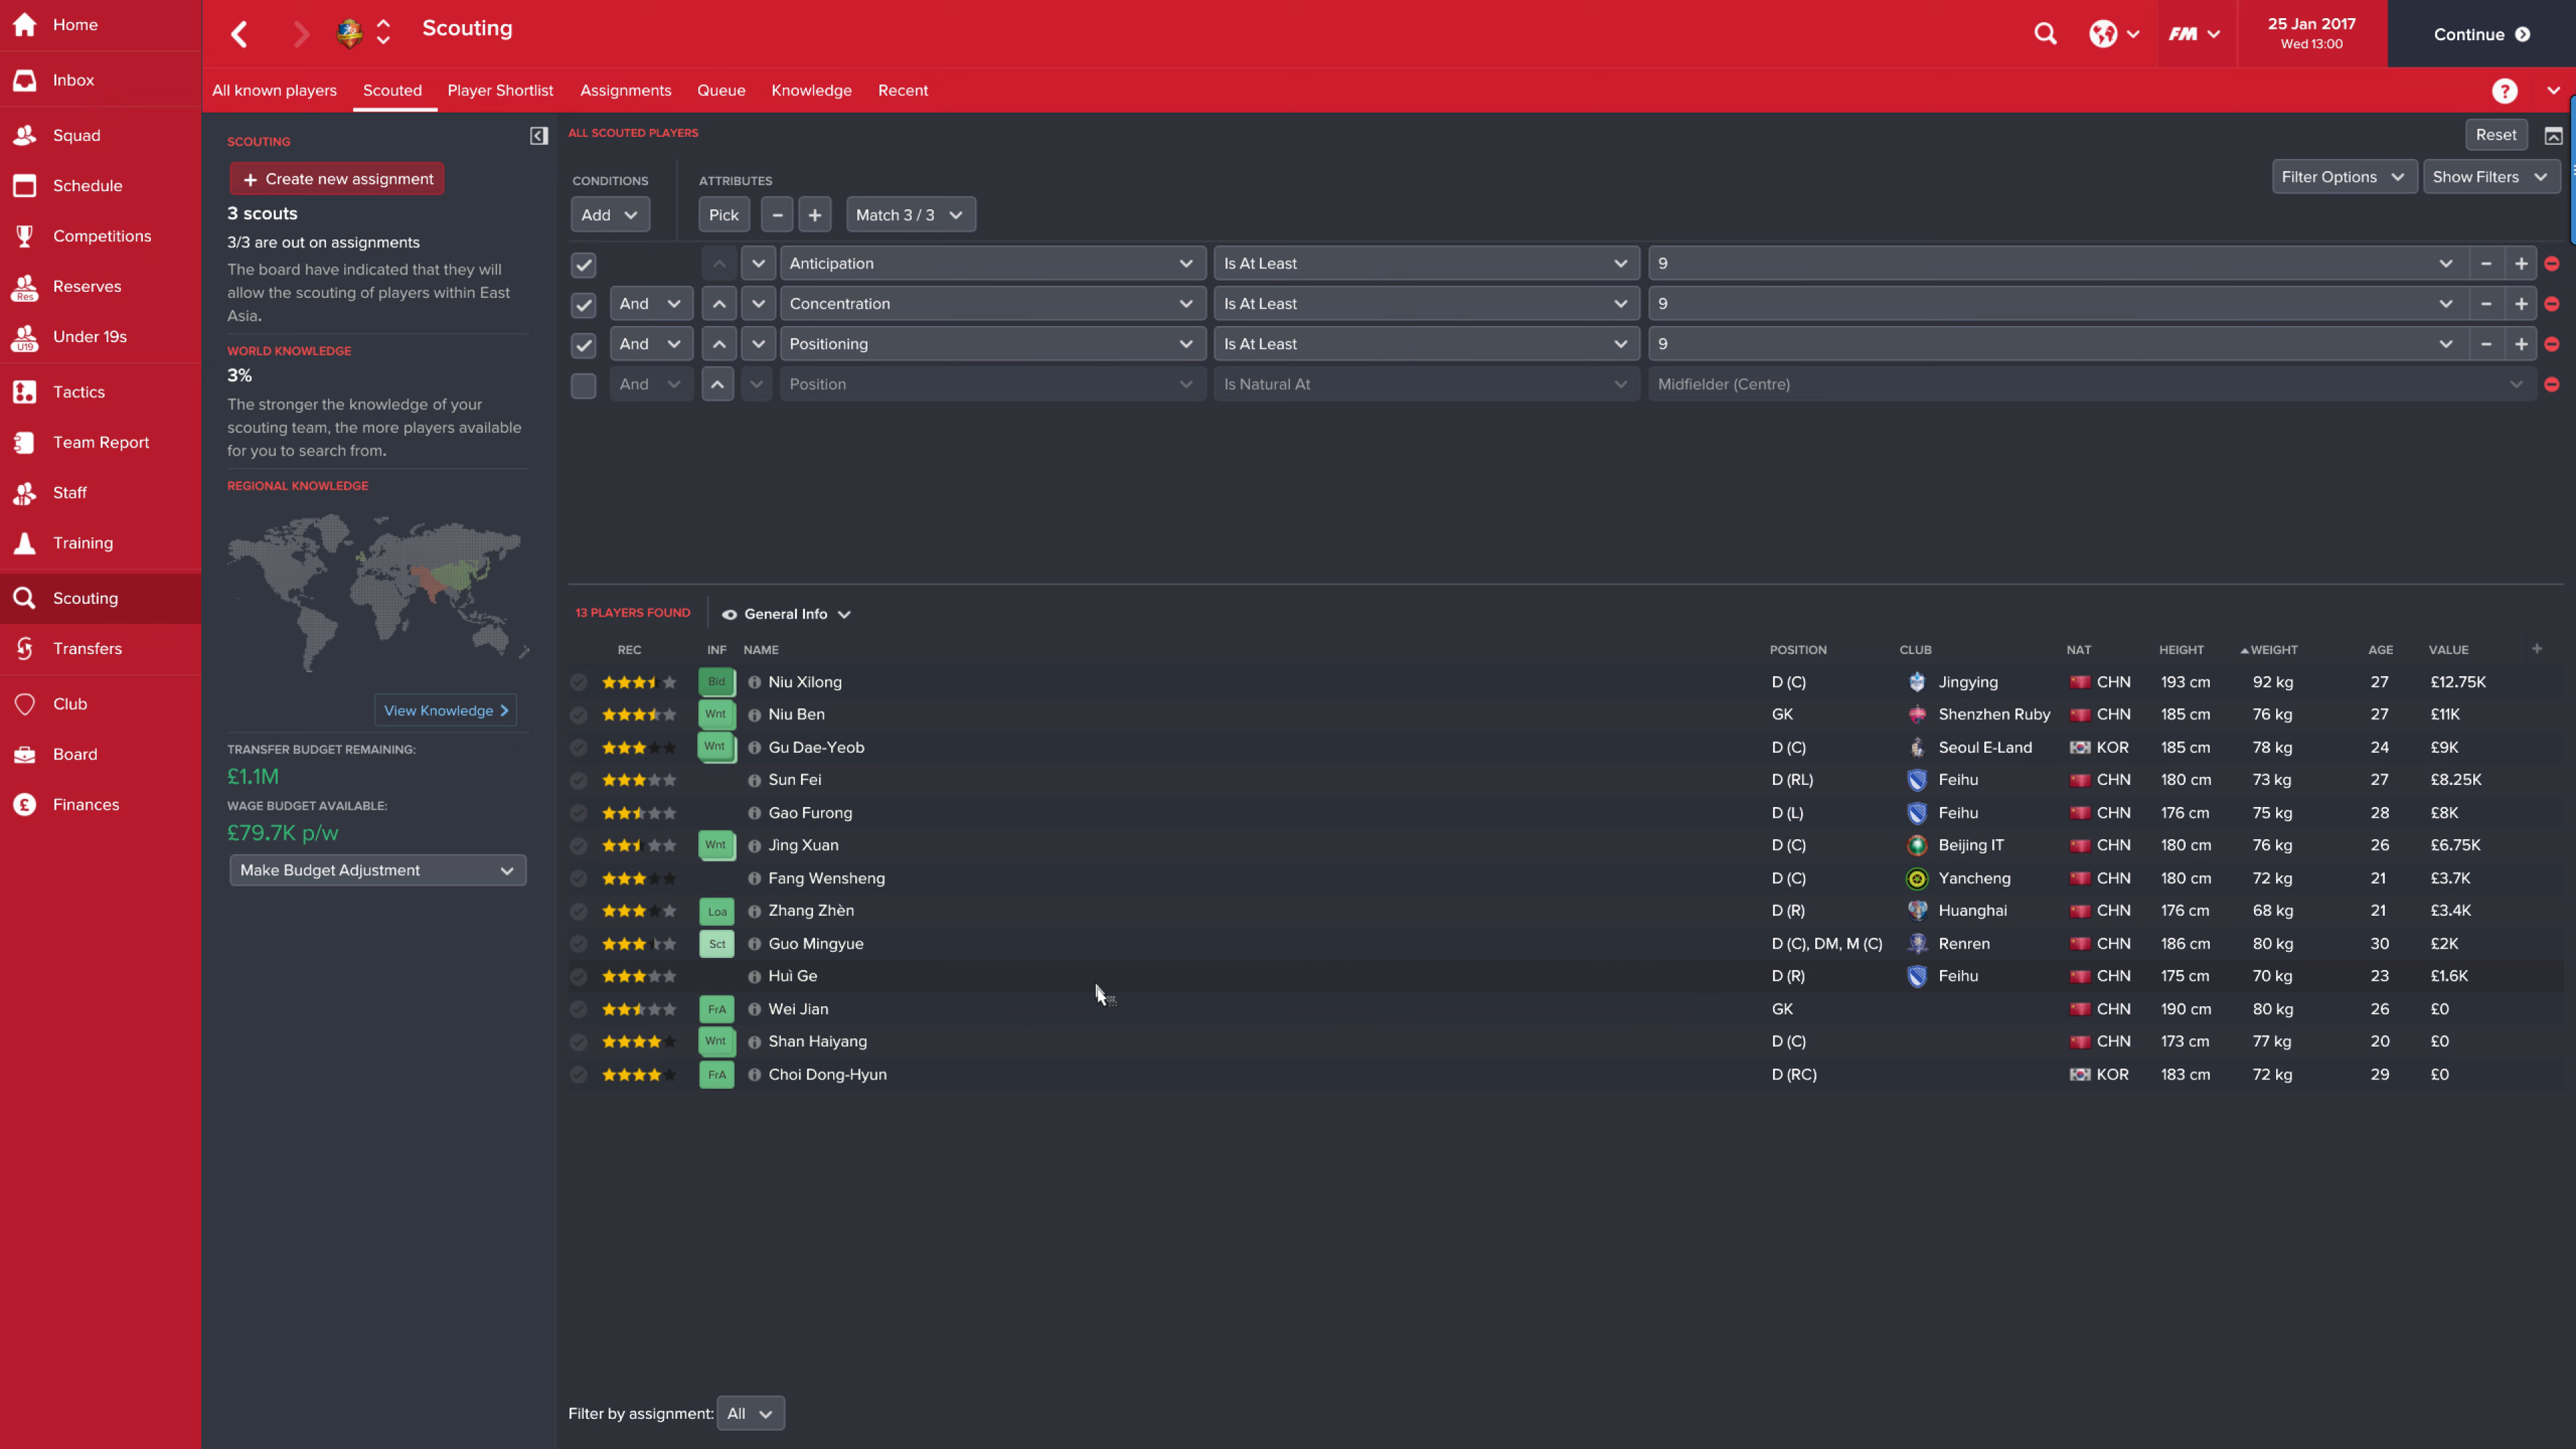 Home
Inbox
Squad
Schedule
Competitions
Res
Reserves
U19
Under 19s
Tactics
Team Report
Staff
Training
Scouting
Transfers
Club
Board
£
Finances
Scouting
FM
25 Jan 2017
Wed 13:00
Continue
All known players
Scouted
Player Shortlist
Assignments
Queue
Knowledge
Recent
?
SCOUTING
+ Create new assignment
3 scouts
3/3 are out on assignments
The board have indicated that they will
allow the scouting of players within East
Asia.
WORLD KNOWLEDGE
3%
The stronger the knowledge of your
scouting team, the more players available
for you to search from.
REGIONAL KNOWLEDGE
View Knowledge
TRANSFER BUDGET REMAINING:
£1.1M
WAGE BUDGET AVAILABLE:
£79.7K p/w
Make Budget Adjustment
ALL SCOUTED PLAYERS
Reset
Filter Options
Show Filters
CONDITIONS
ATTRIBUTES
Add
Pick - +
Match 3 / 3
Anticipation Is At Least 9 - +
And Concentration Is At Least 9 - +
And Positioning Is At Least 9 - +
And Position Is Natural At Midfielder (Centre)
13 PLAYERS FOUND
General Info
REC INF NAME POSITION CLUB NAT HEIGHT WEIGHT AGE VALUE +
Bid Niu Xilong D (C) Jingying CHN 193 cm 92 kg 27 £12.75K
Wnt Niu Ben GK Shenzhen Ruby CHN 185 cm 76 kg 27 £11K
Wnt Gu Dae-Yeob D (C) Seoul E-Land KOR 185 cm 78 kg 24 £9K
Sun Fei D (RL) Feihu CHN 180 cm 73 kg 27 £8.25K
Gao Furong D (L) Feihu CHN 176 cm 75 kg 28 £8K
Wnt Jìng Xuan D (C) Beijing IT CHN 180 cm 76 kg 26 £6.75K
Fang Wensheng D (C) Yancheng CHN 180 cm 72 kg 21 £3.7K
Loa Zhang Zhèn D (R) Huanghai CHN 176 cm 68 kg 21 £3.4K
Sct Guo Mingyue D (C), DM, M (C) Renren CHN 186 cm 80 kg 30 £2K
Huì Ge D (R) Feihu CHN 175 cm 70 kg 23 £1.6K
FrA Wei Jian GK CHN 190 cm 80 kg 26 £0
Wnt Shan Haiyang D (C) CHN 173 cm 77 kg 20 £0
FrA Choi Dong-Hyun D (RC) KOR 183 cm 72 kg 29 £0
Filter by assignment: All